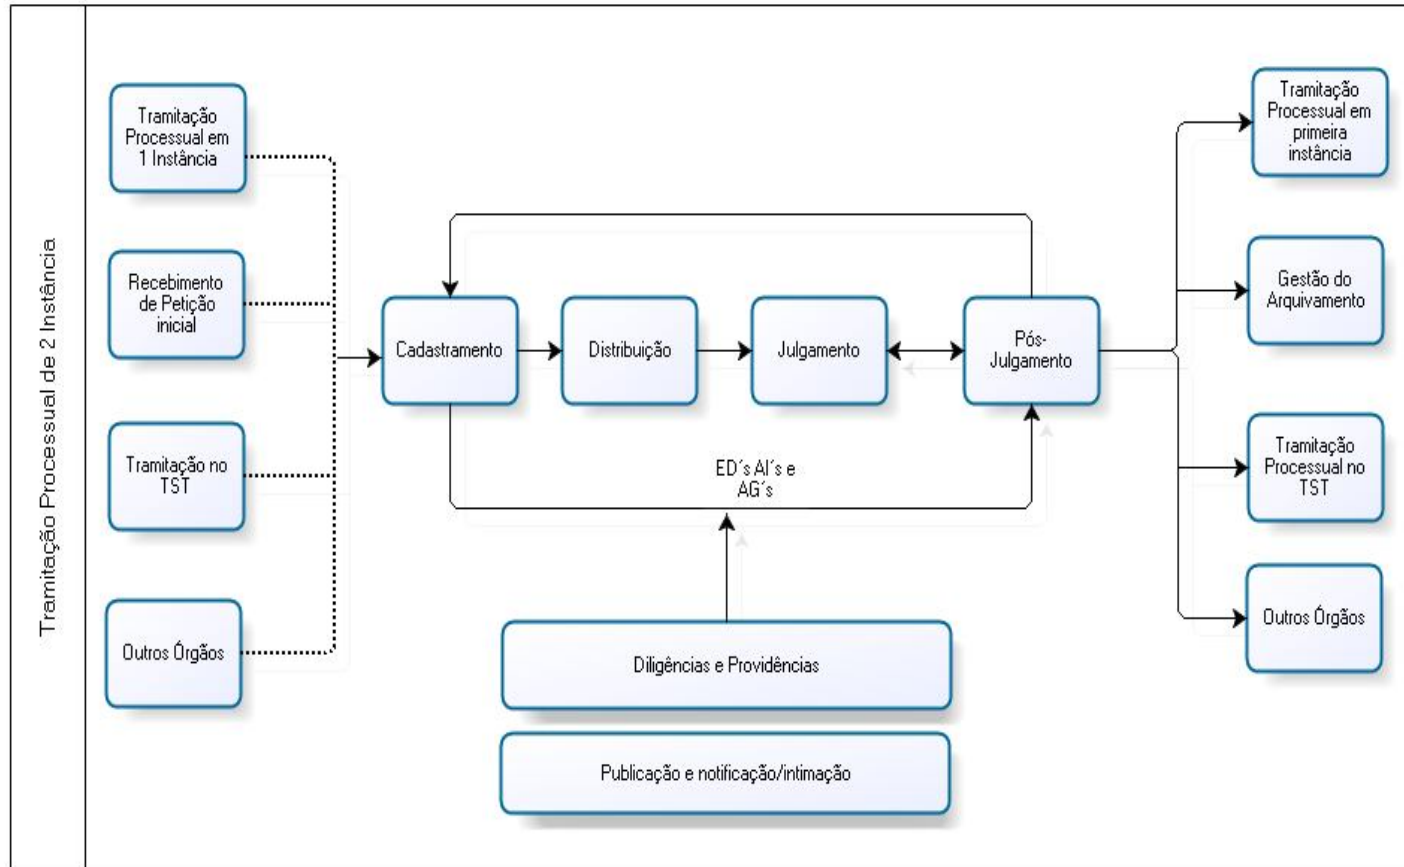 Tramitação Processual de 2 Instância
Tramitação
Processual em
1 Instância
Recebimento
de Petição
inicial
Tramitação no
TST
Outros Órgãos
Cadastramento
Distribuição
Julgamento
Pós-
Julgamento
ED´s AI´s e
AG´s
Diligências e Providências
Publicação e notificação/intimação
Tramitação
Processual em
primeira
instância
Gestão do
Arquivamento
Tramitação
Processual no
TST
Outros Órgãos